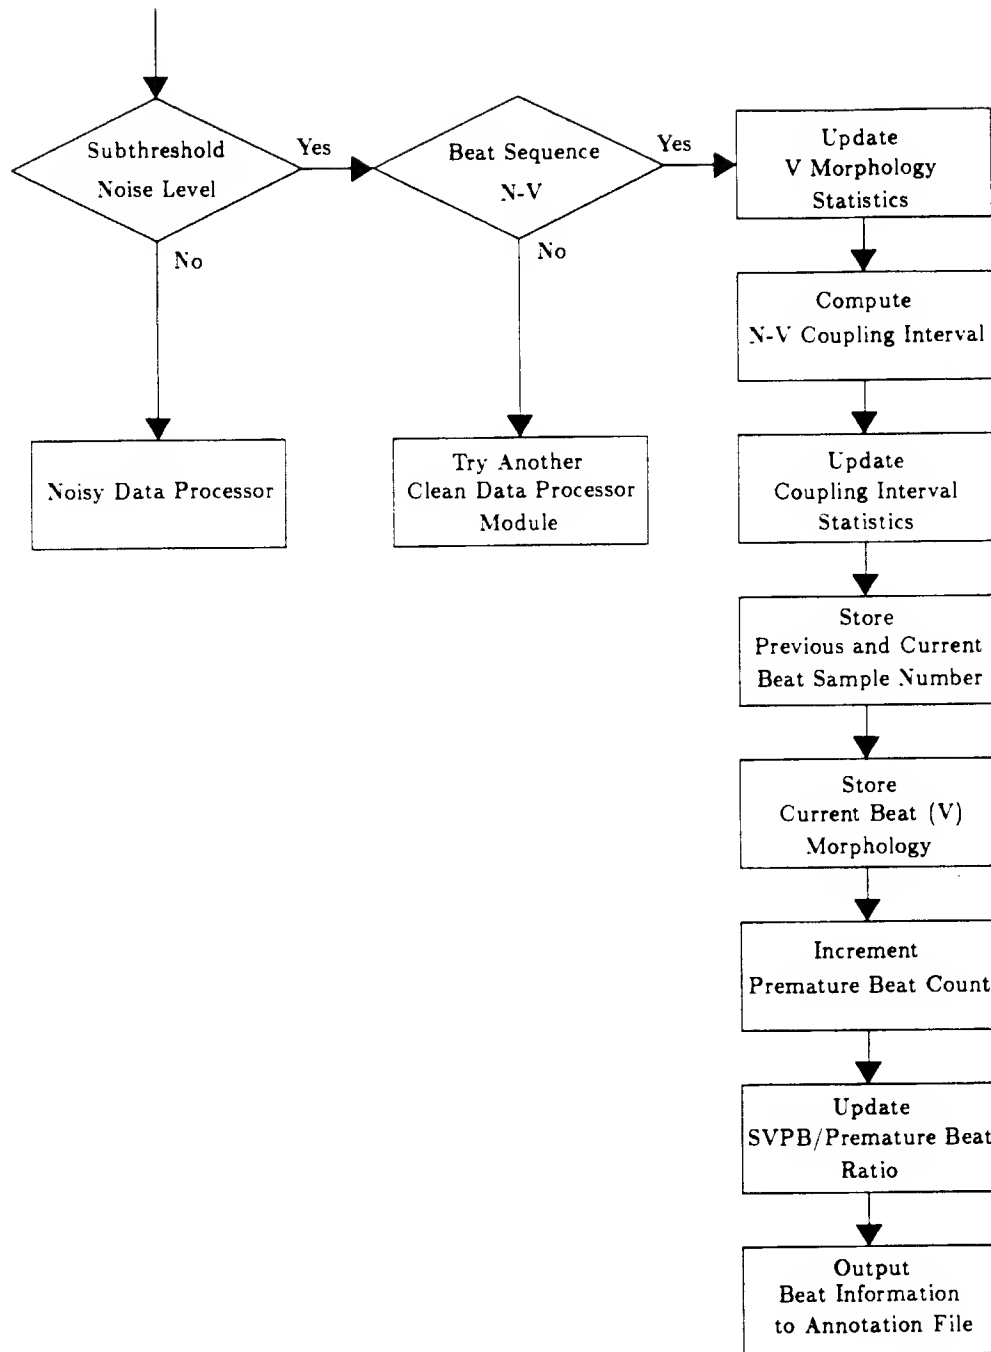 Subthreshold
Noise Level
Yes
No
Beat Sequence
N-V
Yes
No
Update
V Morphology
Statistics
Compute
N-V Coupling Interval
Noisy Data Processor
Try Another
Clean Data Processor
Module
Update
Coupling Interval
Statistics
Store
Previous and Current
Beat Sample Number
Store
Current Beat (V)
Morphology
Increment
Premature Beat Count
Update
SVPB/Premature Beat
Ratio
Output
Beat Information
to Annotation File